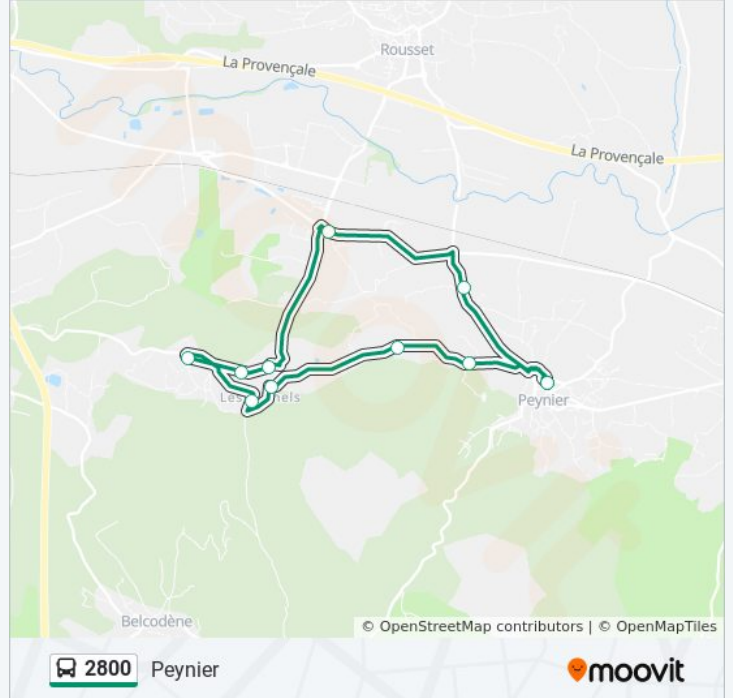 Rousset
La Provençale
La Provençale
Peynier
Belcodène
© OpenStreetMap contributors | © OpenMapTiles
2800 Peynier
moovit